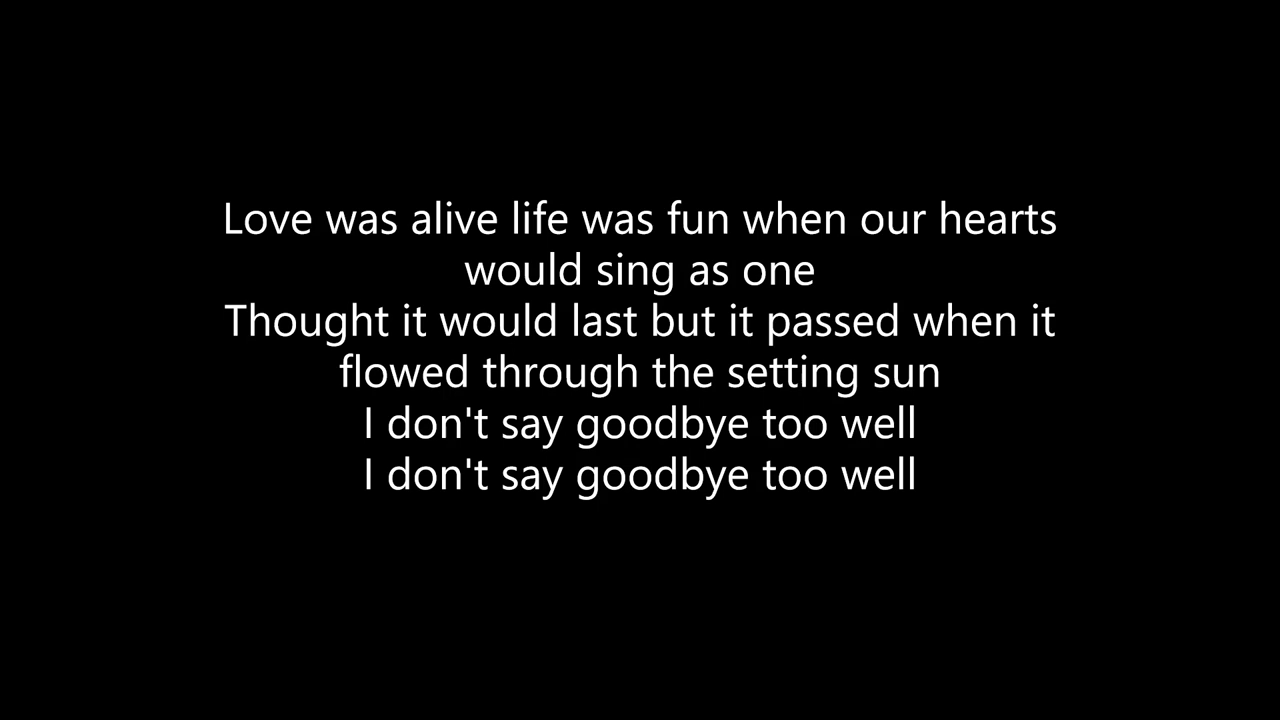 Love was alive life was fun when our hearts
would sing as one
Thought it would last but it passed when it
flowed through the setting sun
I don't say goodbye too well
I don't say goodbye too well